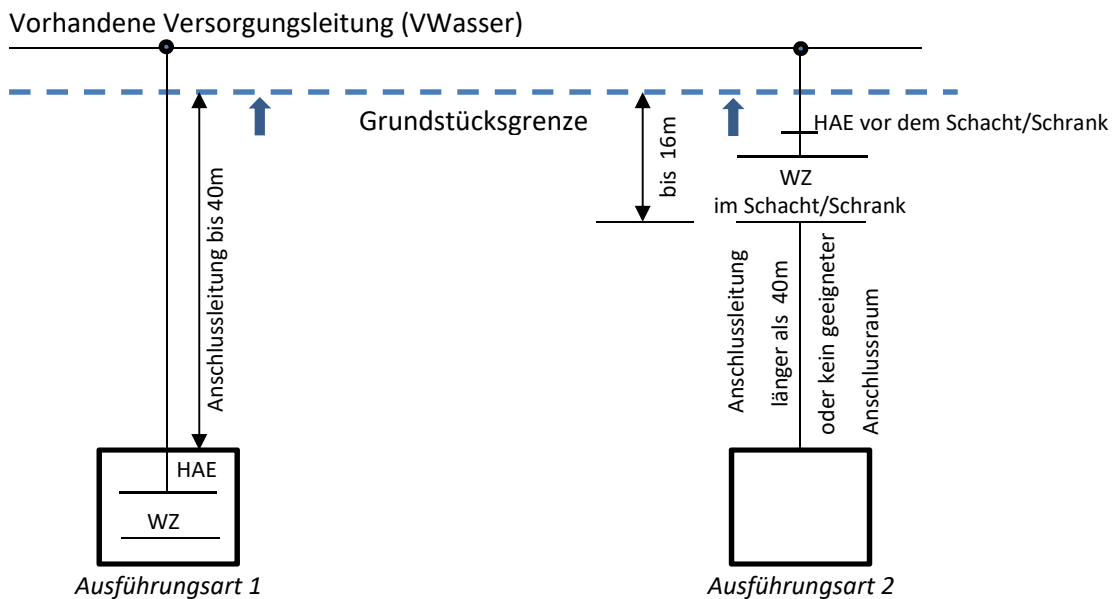 Vorhandene Versorgungsleitung (VWasser)
Grundstücksgrenze
HAE vor dem Schacht/Schrank
bis 16m
WZ
im Schacht/Schrank
Anschlussleitung bis 40m
Anschlussleitung
länger als 40m
oder kein geeigneter
Anschlussraum
HAE
WZ
Ausführungsart 1
Ausführungsart 2